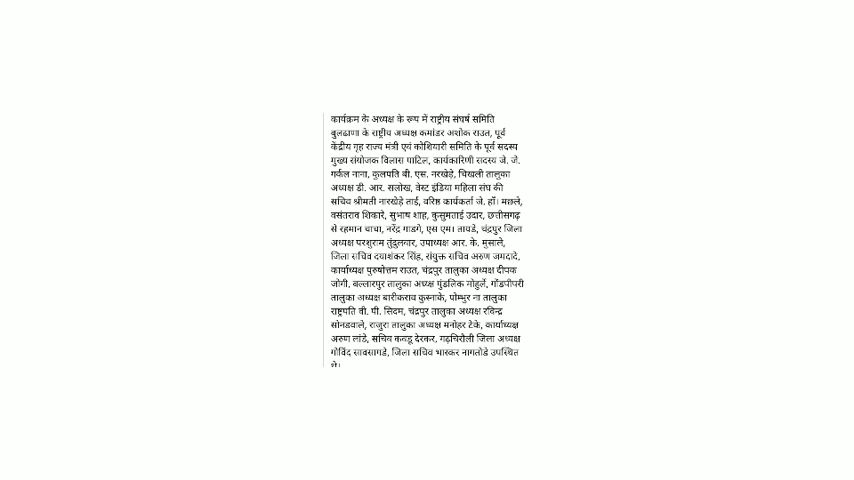 कार्यक्रम के अध्यक्ष के रूप में राष्ट्रीय संघर्ष समिति
बुलढाणा के राष्ट्रीय अध्यक्ष कमांडर अशोक राउत, पूर्व
केंद्रीय गृह राज्य मंत्री एवं कोशियारी समिति के पूर्व सदस्य
मुख्य संयोजक विलास पाटिल, कार्यकारिणी सदस्य जे. जे.
गर्कल नाना, कुलपति बी. एस. नरखेड़े, चिखली तालुका
अध्यक्ष डी. आर. सलोख, वेस्ट इंडिया महिला संघ की
सचिव श्रीमती नारखेड़े ताई, वरिष्ठ कार्यकर्ता जे. हाँ। मछले,
वसंतराव शिकारे, सुभाष शाह, कुसुमताई उदार, छत्तीसगढ़
से रहमान चाचा, नरेंद्र गाडगे, एस एम। तायडे, चंद्रपुर जिला
अध्यक्ष परशुराम तुंदुलवार, उपाध्यक्ष आर. के. मुसाले,
जिला सचिव दयाशंकर सिंह, संयुक्त सचिव अरुण जमदादे,
कार्याध्यक्ष पुरुषोत्तम राउत, चंद्रपुर तालुका अध्यक्ष दीपक
जोगी, बल्लारपुर तालुका अध्यक्ष पुंडलिक मोहुर्ले, गोंडपीपरी
तालुका अध्यक्ष बारीकराव कुस्नाके, पोम्भुर ना तालुका
राष्ट्रपति वी. पी. सिदम, चंद्रपुर तालुका अध्यक्ष रविन्द्र
सोनडवाले, राजुरा तालुका अध्यक्ष मनोहर टेके, कार्याध्यक्ष
अरुण लांडे, सचिव कवडू देरकर, गढ़चिरौली जिला अध्यक्ष
गोविंद सावसागडे, जिला सचिव भास्कर नागतोडे उपस्थित
थे।